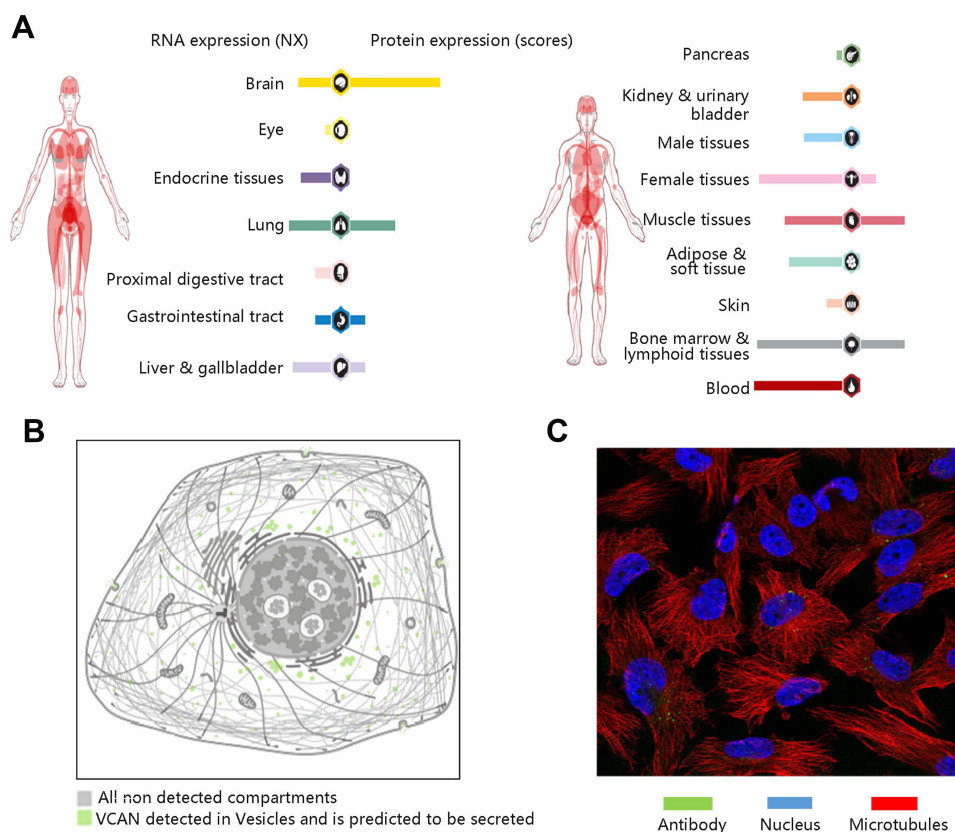 A
RNA expression (NX)
Protein expression (scores)
Brain
Eye
Endocrine tissues
Lung
Proximal digestive tract
Gastrointestinal tract
Liver & gallbladder
Pancreas
Kidney & urinary
bladder
Male tissues
Female tissues
Muscle tissues
Adipose &
soft tissue
Skin
Bone marrow &
lymphoid tissues
Blood
B
All non detected compartments
VCAN detected in Vesicles and is predicted to be secreted
C
Antibody
Nucleus
Microtubules